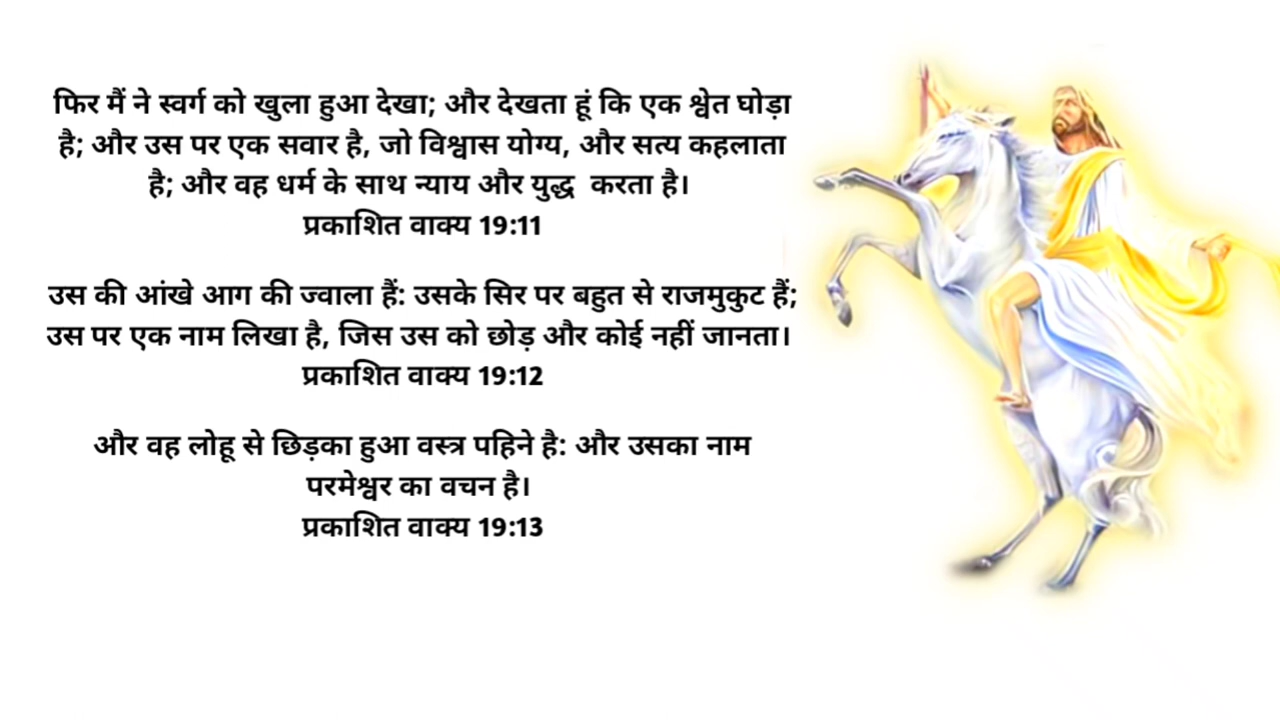 फिर मैं ने स्वर्ग को खुला हुआ देखा; और देखता हूं कि एक श्वेत घोड़ा
है; और उस पर एक सवार है, जो विश्वास योग्य, और सत्य कहलाता
है; और वह धर्म के साथ न्याय और युद्ध  करता है।
प्रकाशित वाक्य 19:11
उस की आंखे आग की ज्वाला हैं: उसके सिर पर बहुत से राजमुकुट हैं;
उस पर एक नाम लिखा है, जिस उस को छोड़ और कोई नहीं जानता।
प्रकाशित वाक्य 19:12
और वह लोहू से छिड़का हुआ वस्त्र पहिने है: और उसका नाम
परमेश्वर का वचन है।
प्रकाशित वाक्य 19:13